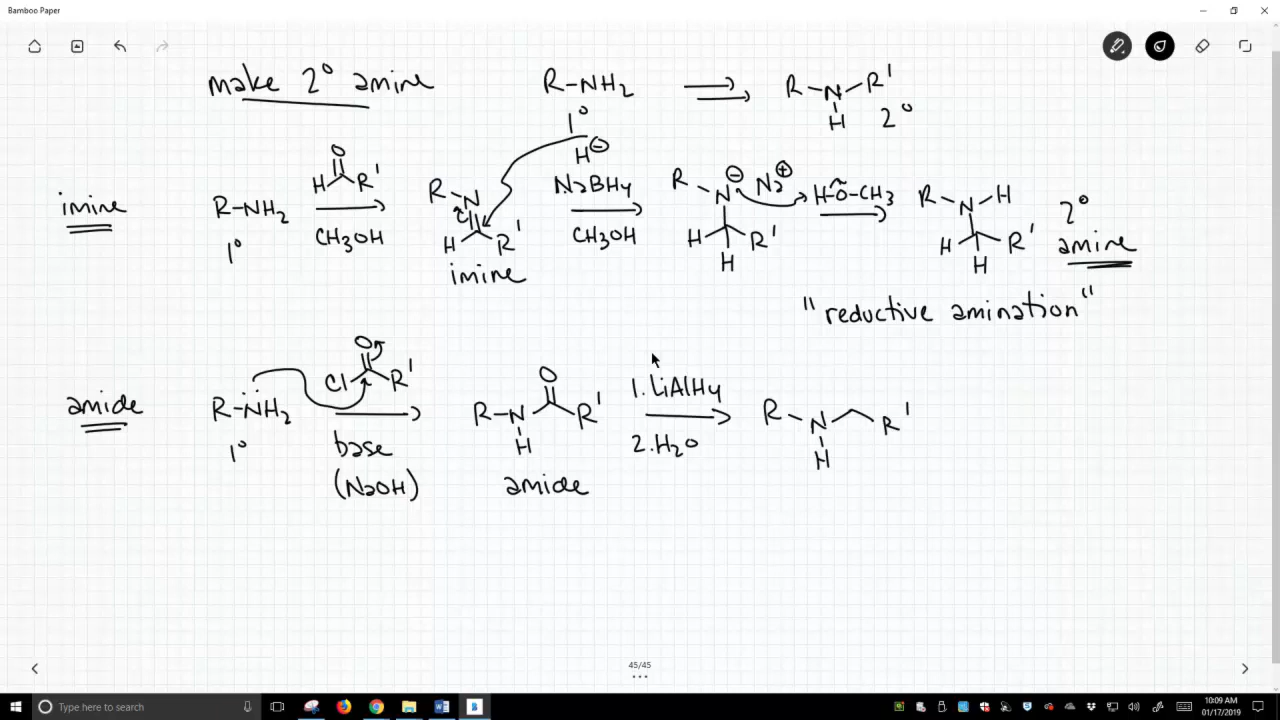 Bamboo Paper
make 2° amine R-NH2 R-N-R'
1° H 2°
imine
R-NH2
1°
O
H R'
CH3OH
R N
H R'
imine
H⊖
NaBH4
CH3OH
R N⊖ Na⊕
H R'
H
H-O-CH3
R N-H
H R'
H
2°
amine
"reductive amination"
amide
R-NH2
1°
O
Cl R'
base
(NaOH)
O
R-N R'
H
amide
1. LiAlH4
2. H2O
R-N R'
H
45/45
Type here to search
10:09 AM
01/17/2019